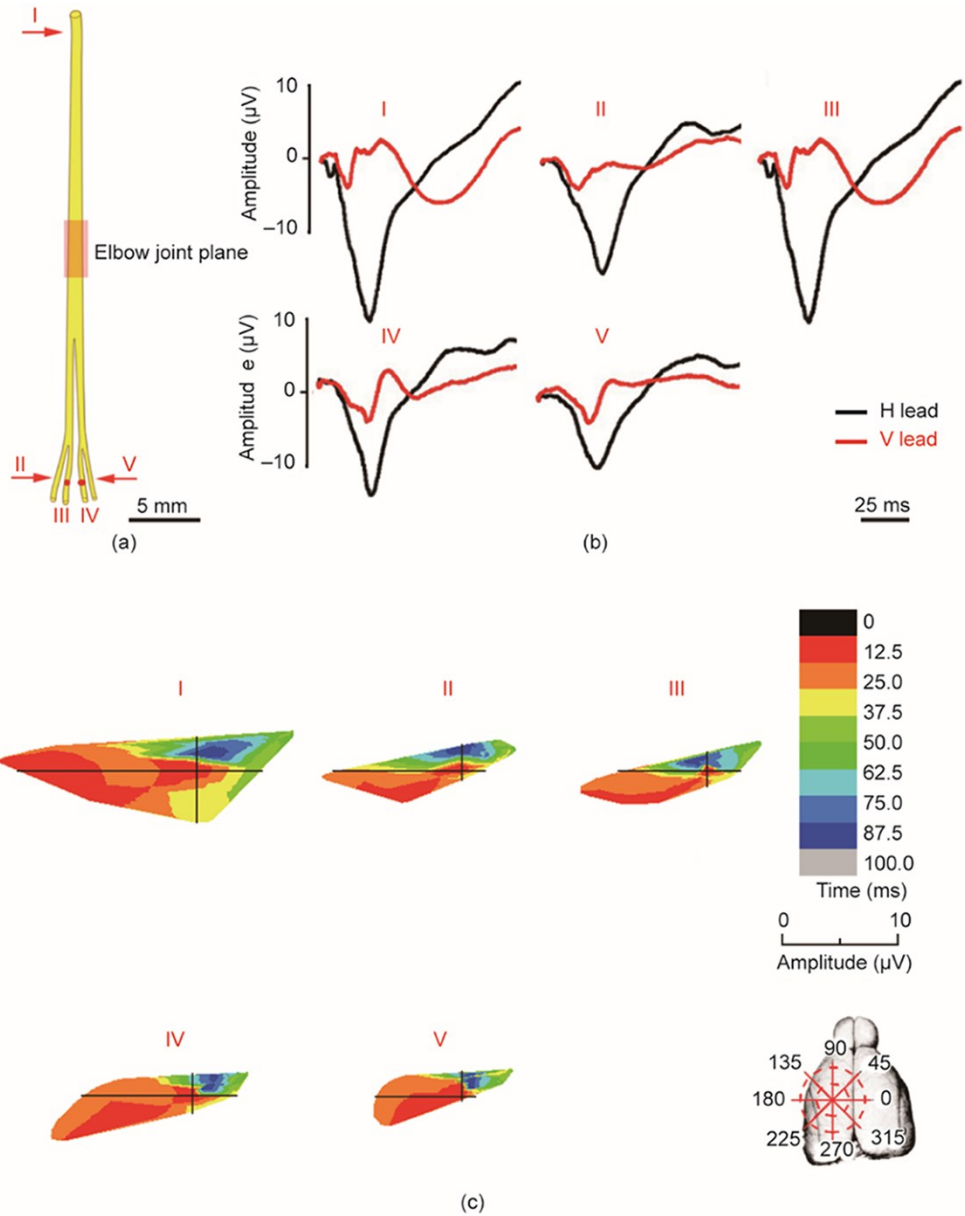 I
Elbow joint plane
II
V
III
IV
5 mm
(a)
Amplitude (µV)
10
0
–10
I
II
III
Amplitud e (µV)
10
0
–10
IV
V
H lead
V lead
25 ms
(b)
I
II
III
0
12.5
25.0
37.5
50.0
62.5
75.0
87.5
100.0
Time (ms)
0
10
Amplitude (µV)
IV
V
90
135
45
180
0
225
315
270
(c)